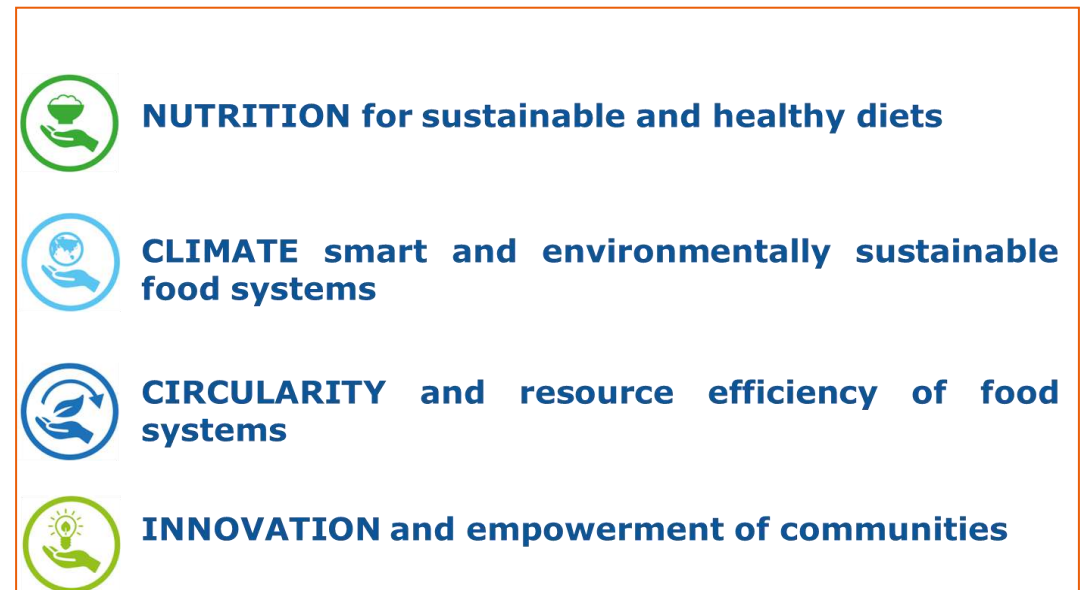 NUTRITION for sustainable and healthy diets
CLIMATE smart and environmentally sustainable
food systems
CIRCULARITY and resource efficiency of food
systems
INNOVATION and empowerment of communities